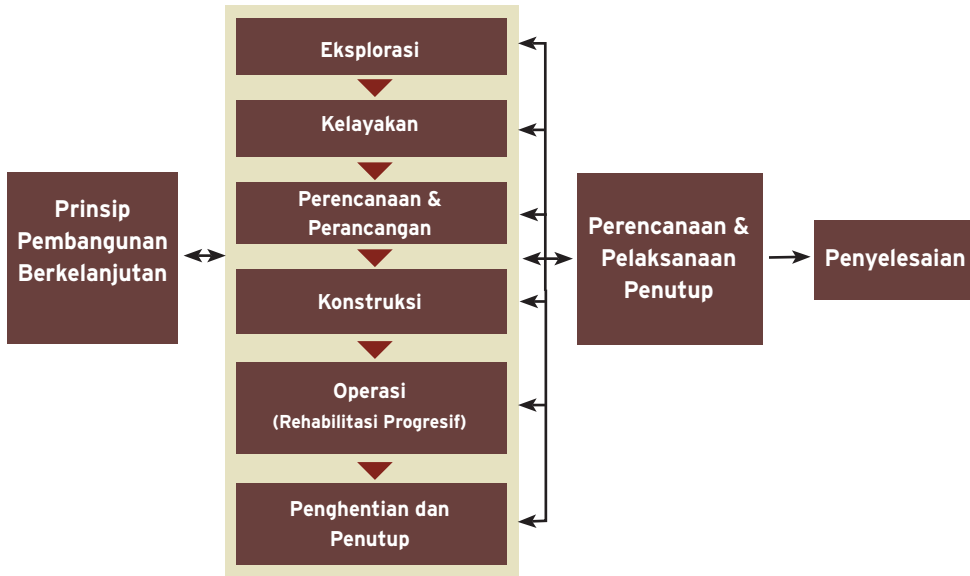 Prinsip
Pembangunan
Berkelanjutan
Eksplorasi
Kelayakan
Perencanaan &
Perancangan
Konstruksi
Operasi
(Rehabilitasi Progresif)
Penghentian dan
Penutup
Perencanaan &
Pelaksanaan
Penutup
Penyelesaian